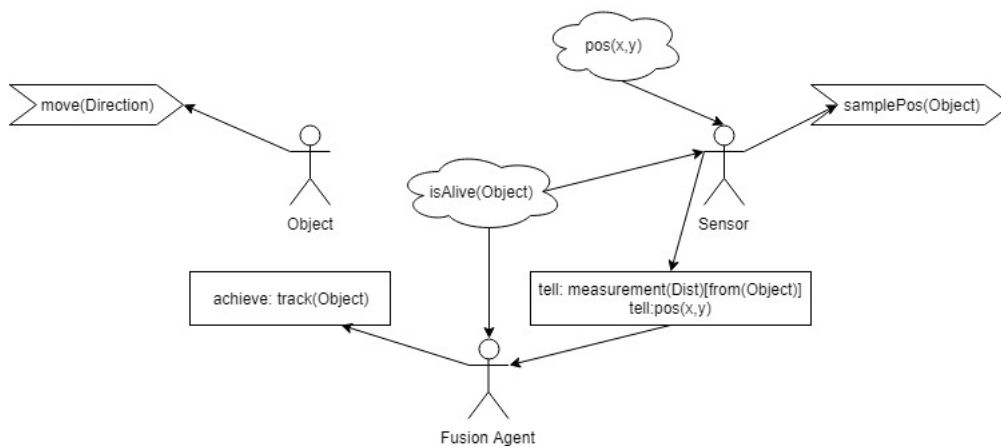 pos(x,y)
move(Direction)
samplePos(Object)
isAlive(Object)
Object
Sensor
achieve: track(Object)
tell: measurement(Dist)[from(Object)]
tell:pos(x,y)
Fusion Agent